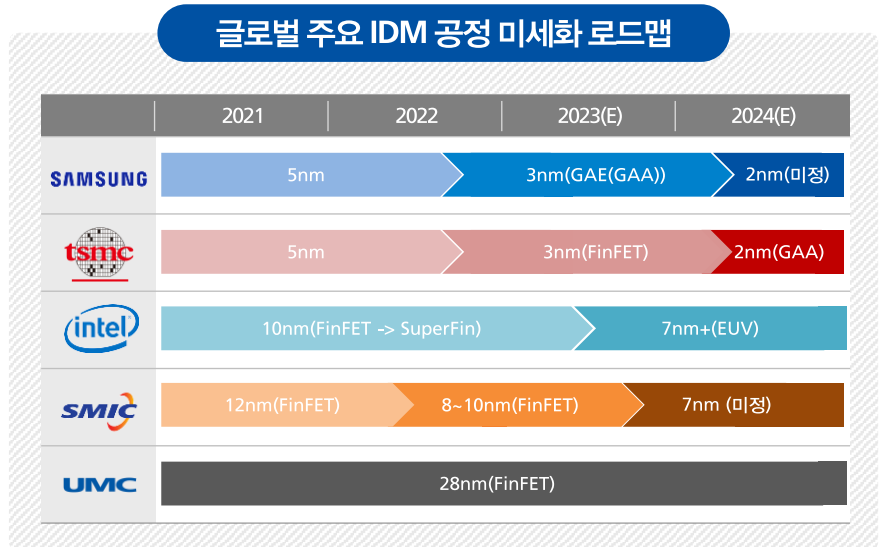 글로벌 주요 IDM 공정 미세화 로드맵
2021 2022 2023(E) 2024(E)
SAMSUNG 5nm 3nm(GAE(GAA)) 2nm(미정)
tsmc 5nm 3nm(FinFET) 2nm(GAA)
intel 10nm(FinFET -> SuperFin) 7nm+(EUV)
SMIC 12nm(FinFET) 8~10nm(FinFET) 7nm (미정)
UMC 28nm(FinFET)